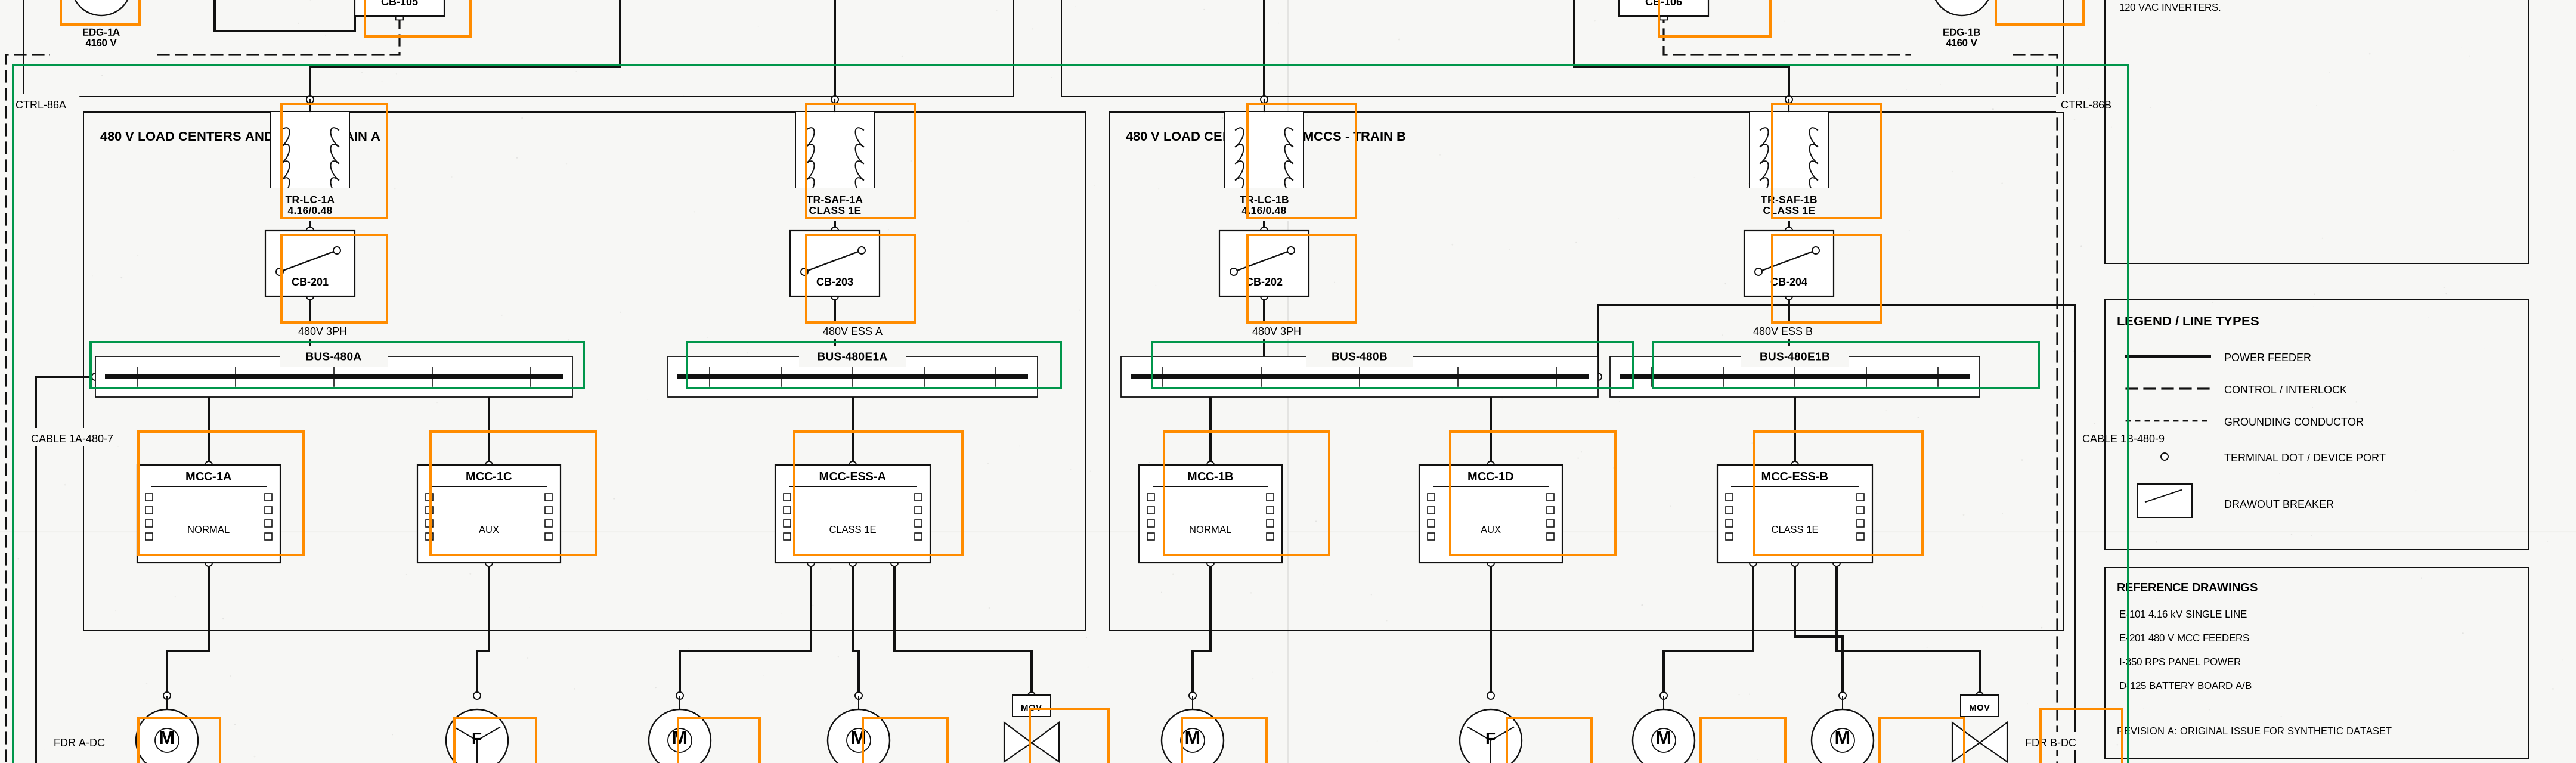 CB-105
CB-106
120 VAC INVERTERS.
EDG-1A
4160 V
EDG-1B
4160 V
CTRL-86A
CTRL-86B
480 V LOAD CENTERS AND AIN A
480 V LOAD CE MCCS - TRAIN B
TR-LC-1A
4.16/0.48
TR-SAF-1A
CLASS 1E
TR-LC-1B
4.16/0.48
TR-SAF-1B
CLASS 1E
CB-201
CB-203
CB-202
CB-204
480V 3PH
480V ESS A
480V 3PH
480V ESS B
BUS-480A
BUS-480E1A
BUS-480B
BUS-480E1B
LEGEND / LINE TYPES
POWER FEEDER
CONTROL / INTERLOCK
GROUNDING CONDUCTOR
TERMINAL DOT / DEVICE PORT
DRAWOUT BREAKER
CABLE 1A-480-7
CABLE 1B-480-9
MCC-1A
NORMAL
MCC-1C
AUX
MCC-ESS-A
CLASS 1E
MCC-1B
NORMAL
MCC-1D
AUX
MCC-ESS-B
CLASS 1E
REFERENCE DRAWINGS
E-101 4.16 kV SINGLE LINE
E-201 480 V MCC FEEDERS
I-350 RPS PANEL POWER
D-125 BATTERY BOARD A/B
REVISION A: ORIGINAL ISSUE FOR SYNTHETIC DATASET
MOV
MOV
FDR A-DC
M
F
M
M
M
F
M
M
FDR B-DC